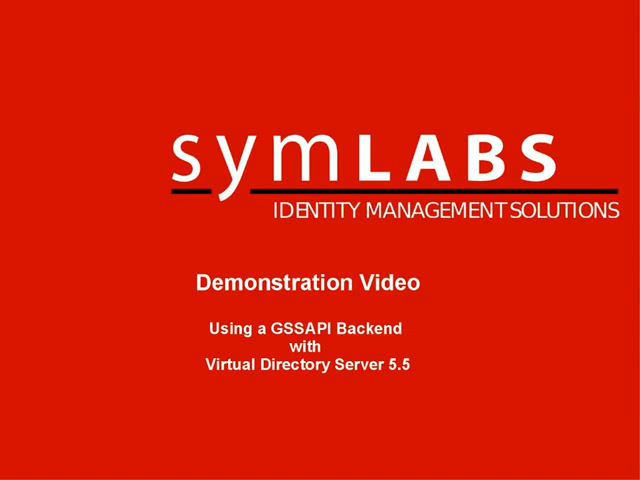 symLABS
IDENTITY MANAGEMENT SOLUTIONS
Demonstration Video
Using a GSSAPI Backend
with
Virtual Directory Server 5.5